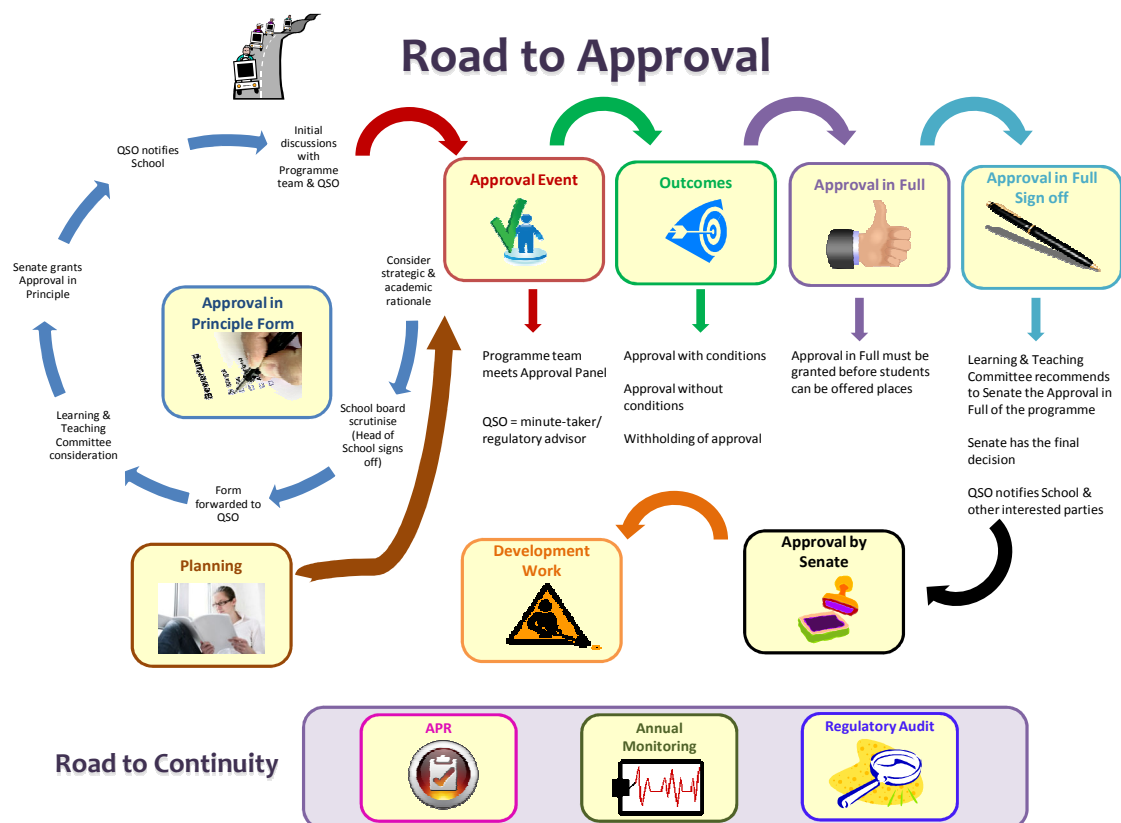 Road to Approval
QSO notifies
School
Initial
discussions
with
Programme
team & QSO
Senate grants
Approval in
Principle
Learning &
Teaching
Committee
consideration
Form
forwarded to
QSO
School board
scrutinise
(Head of
School signs
off)
Consider
strategic &
academic
rationale
Approval in
Principle Form
Planning
Approval Event
Programme team
meets Approval Panel
QSO = minute-taker/
regulatory advisor
Outcomes
Approval with conditions
Approval without
conditions
Withholding of approval
Approval in Full
Approval in Full must be
granted before students
can be offered places
Approval in Full
Sign off
Learning & Teaching
Committee recommends
to Senate the Approval in
Full of the programme
Senate has the final
decision
QSO notifies School &
other interested parties
Approval by
Senate
Development
Work
Road to Continuity
APR
Annual
Monitoring
Regulatory Audit